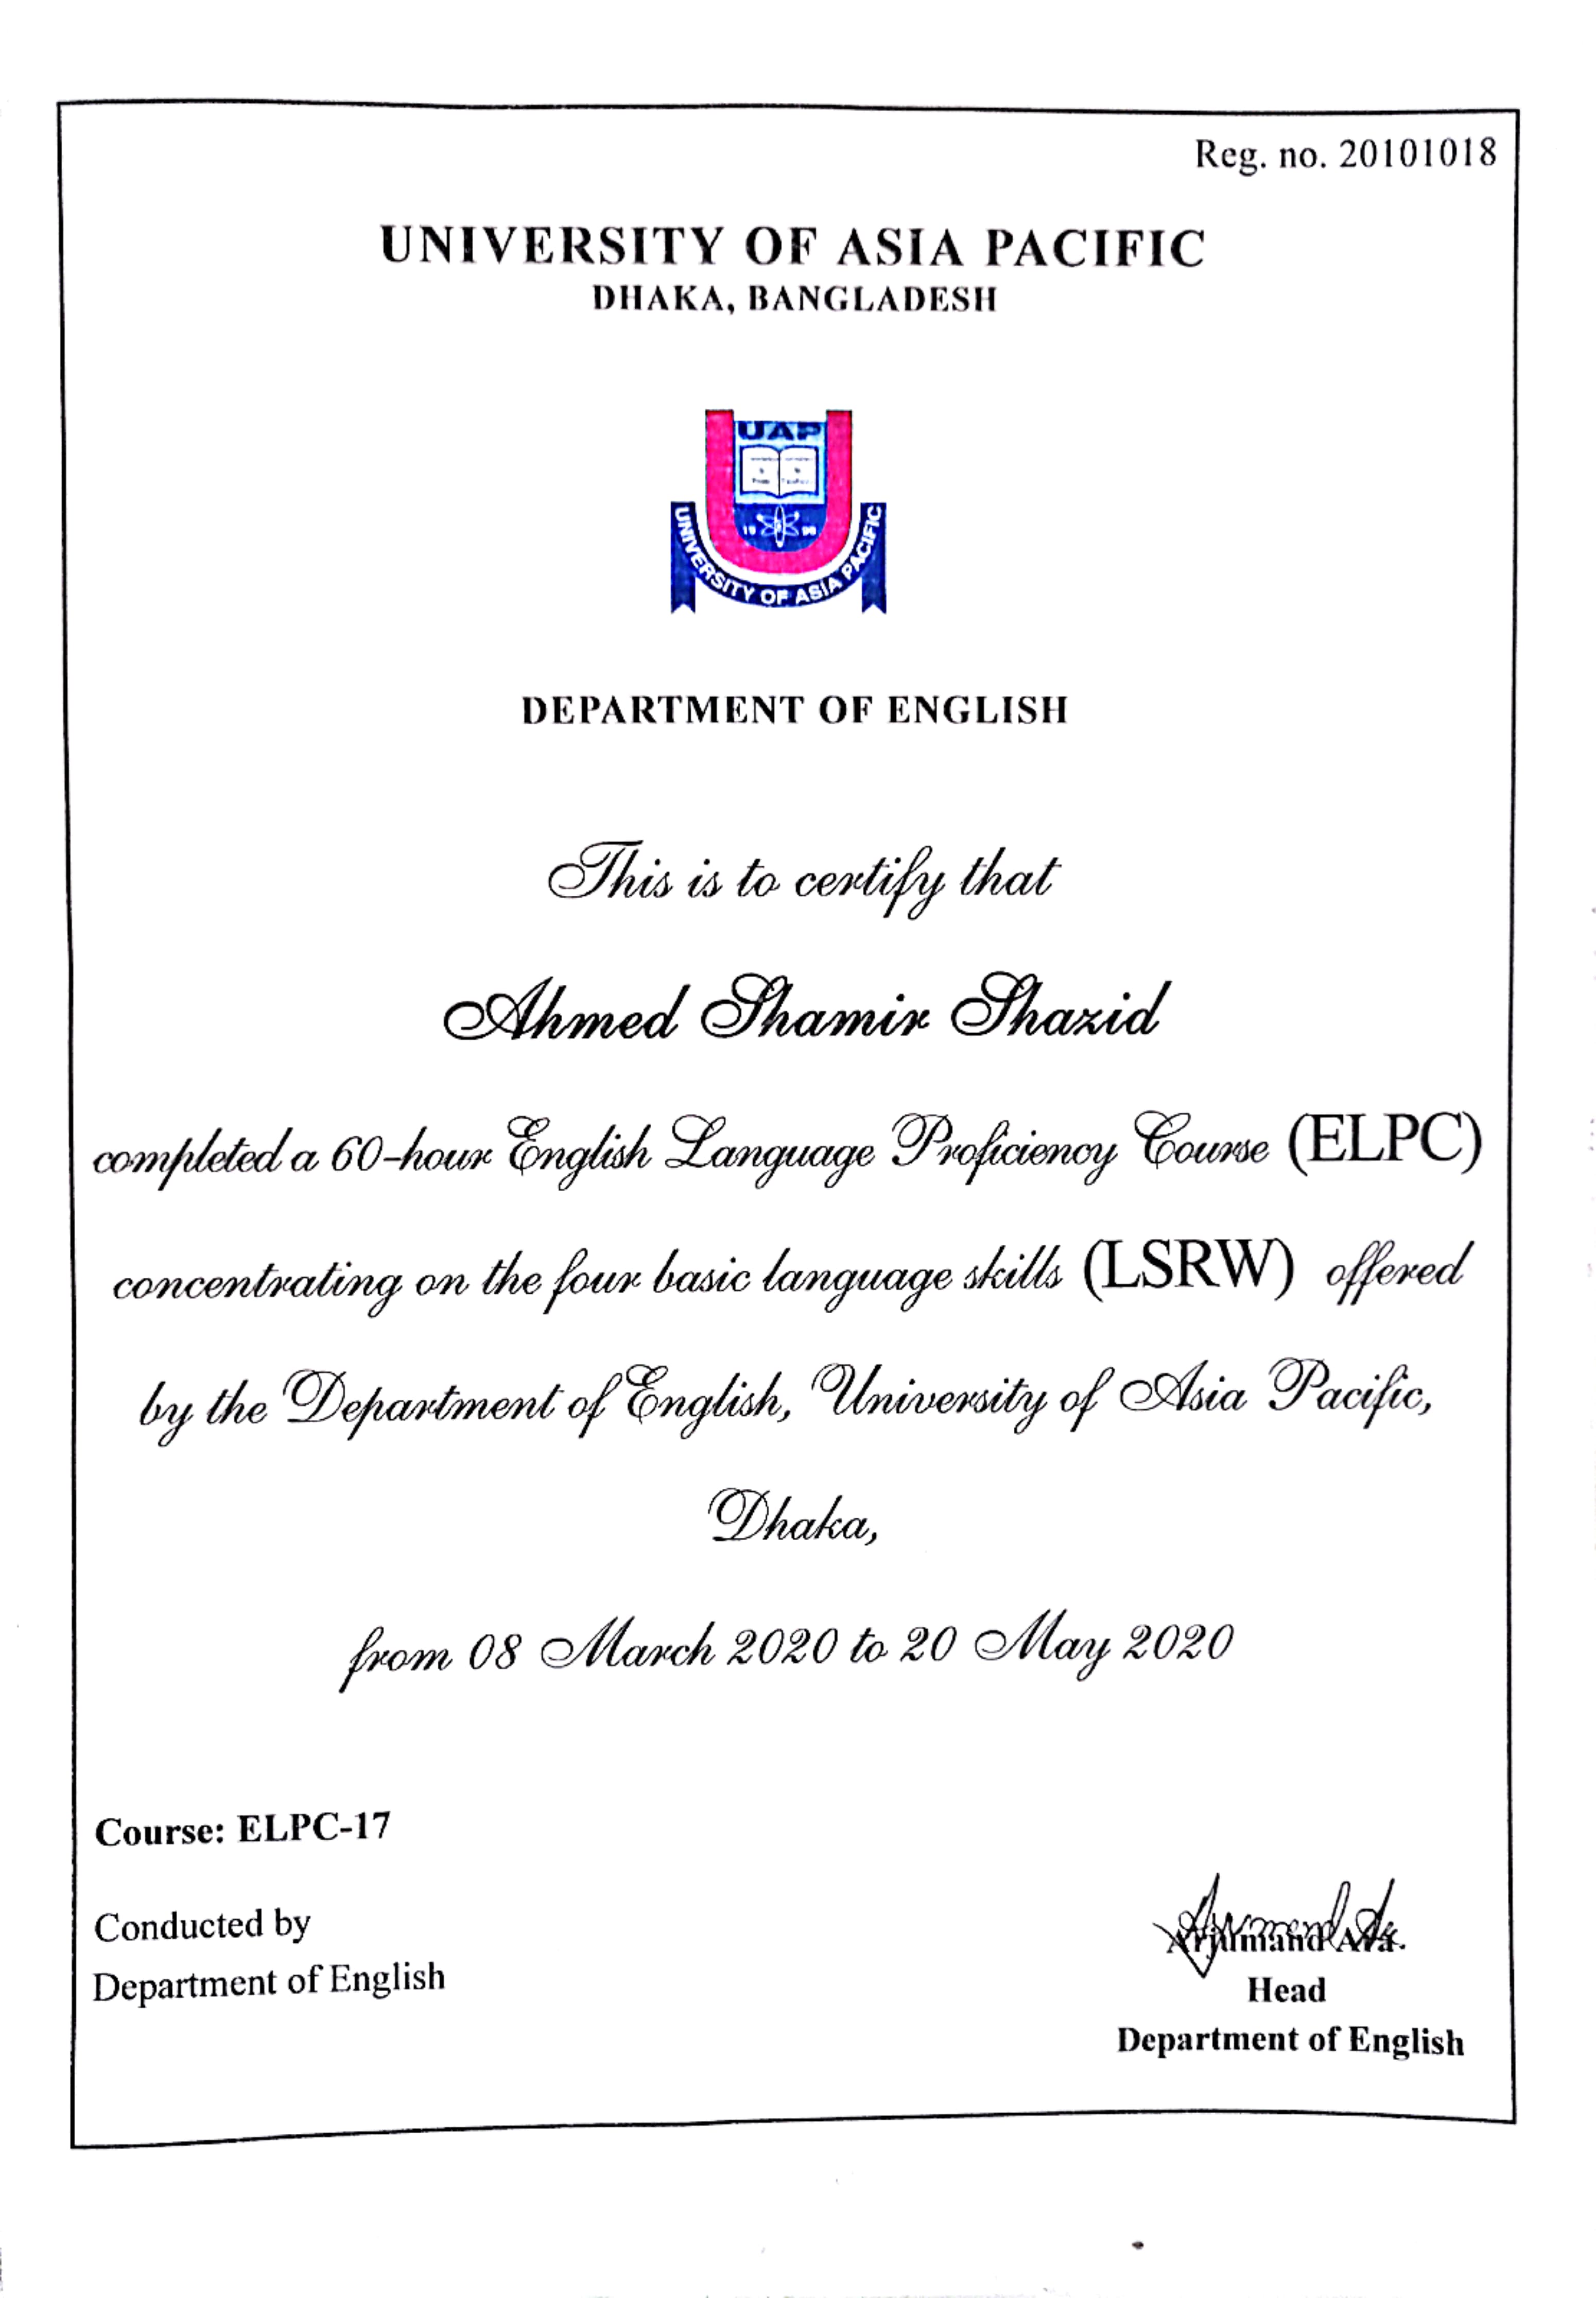 Reg. no. 20101018
UNIVERSITY OF ASIA PACIFIC
DHAKA, BANGLADESH
UAP
19 96
UNIVERSITY OF ASIA PACIFIC
DEPARTMENT OF ENGLISH
This is to certify that
Ahmed Shamir Shazid
completed a 60-hour English Language Proficiency Course (ELPC)
concentrating on the four basic language skills (LSRW) offered
by the Department of English, University of Asia Pacific,
Dhaka,
from 08 March 2020 to 20 May 2020
Course: ELPC-17
Conducted by
Department of English
Arjumand Ara
Head
Department of English